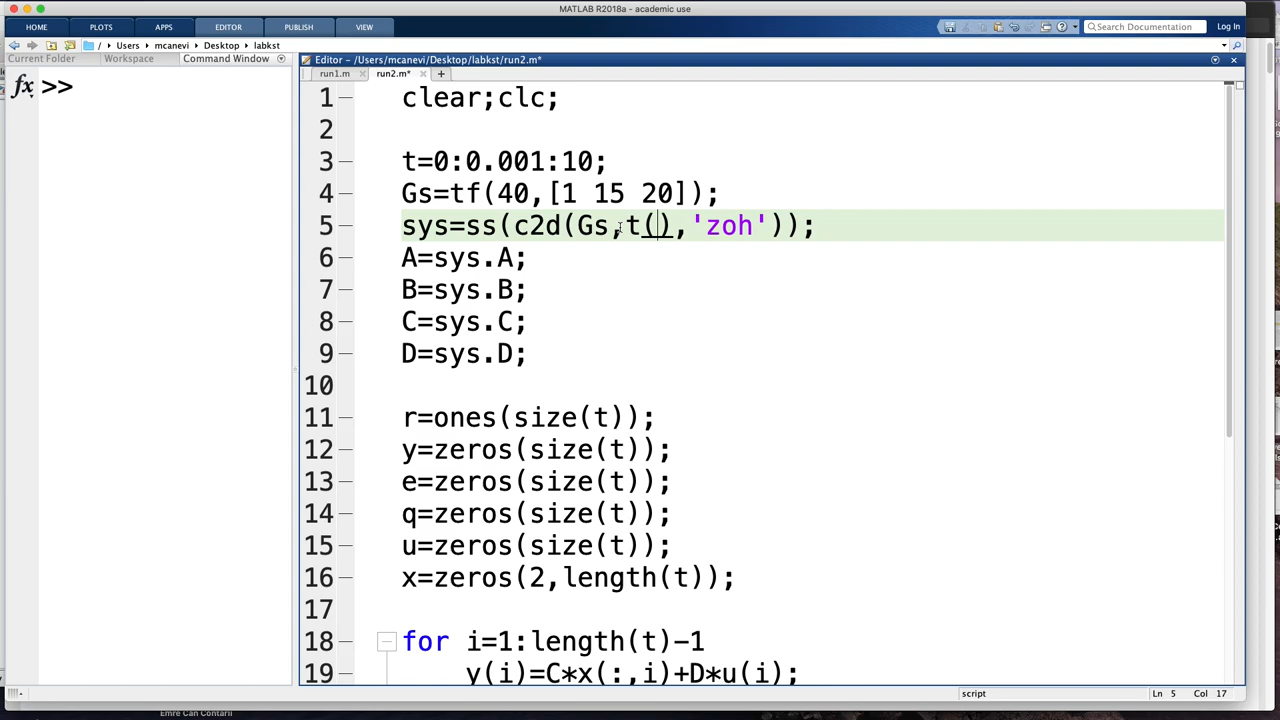 MATLAB R2018a - academic use
HOME PLOTS APPS EDITOR PUBLISH VIEW Search Documentation Log In
/ Users mcanevi Desktop labkst
Current Folder Workspace Command Window
Editor - /Users/mcanevi/Desktop/labkst/run2.m*
run1.m run2.m*
fx >>
1 clear;clc;
2
3 t=0:0.001:10;
4 Gs=tf(40,[1 15 20]);
5 sys=ss(c2d(Gs,t(),'zoh'));
6 A=sys.A;
7 B=sys.B;
8 C=sys.C;
9 D=sys.D;
10
11 r=ones(size(t));
12 y=zeros(size(t));
13 e=zeros(size(t));
14 q=zeros(size(t));
15 u=zeros(size(t));
16 x=zeros(2,length(t));
17
18 for i=1:length(t)-1
19 y(i)=C*x(:,i)+D*u(i);
script Ln 5 Col 17